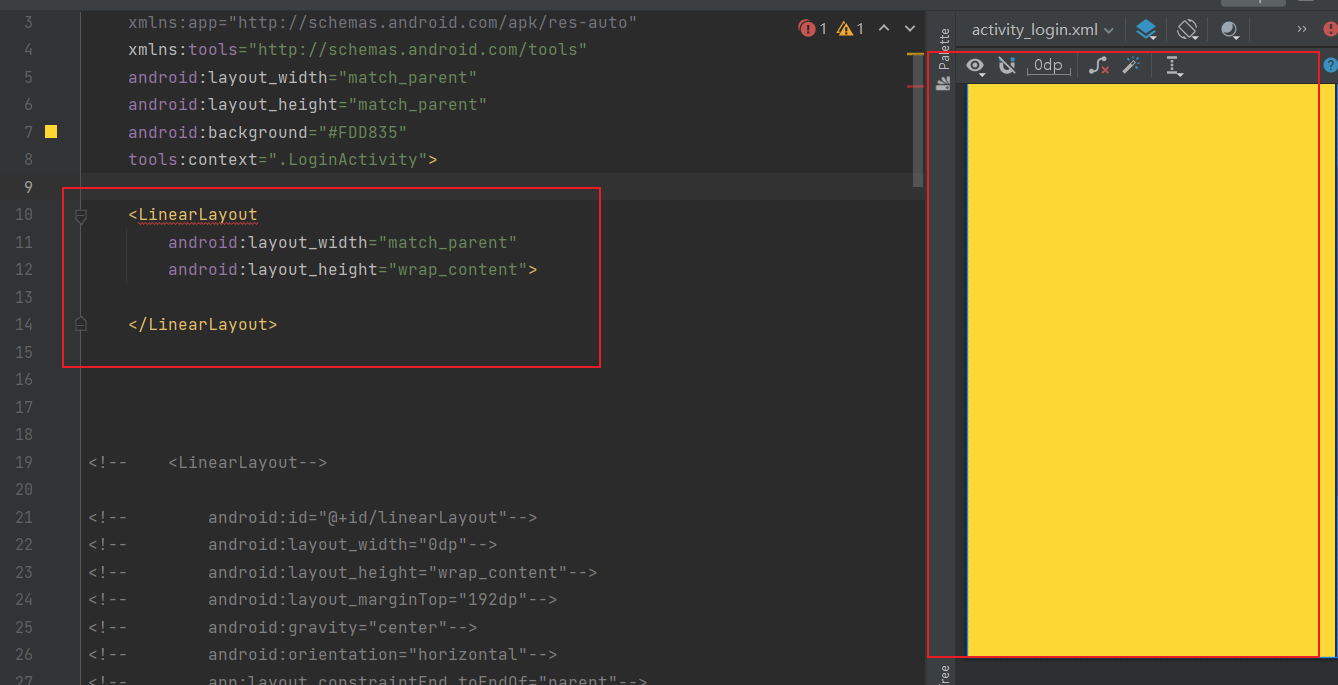 3 xmlns:app="http://schemas.android.com/apk/res-auto"
4 xmlns:tools="http://schemas.android.com/tools"
5 android:layout_width="match_parent"
6 android:layout_height="match_parent"
7 android:background="#FDD835"
8 tools:context=".LoginActivity">
9
10 <LinearLayout
11 android:layout_width="match_parent"
12 android:layout_height="wrap_content">
13
14 </LinearLayout>
15
16
17
18
19 <!-- <LinearLayout-->
20
21 <!-- android:id="@+id/linearLayout"-->
22 <!-- android:layout_width="0dp"-->
23 <!-- android:layout_height="wrap_content"-->
24 <!-- android:layout_marginTop="192dp"-->
25 <!-- android:gravity="center"-->
26 <!-- android:orientation="horizontal"-->
27 <!-- app:layout_constraintEnd_toEndOf="parent"-->
1 1
Palette
activity_login.xml
0dp